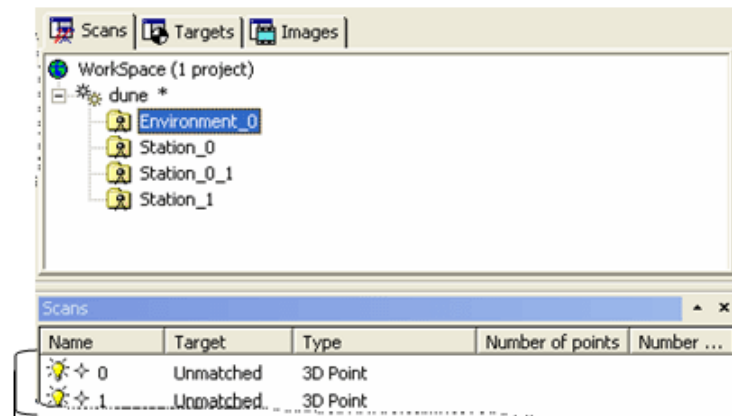 Scans Targets Images
WorkSpace (1 project)
dune *
Environment_0
Station_0
Station_0_1
Station_1
Scans
Name Target Type Number of points Number ...
0 Unmatched 3D Point
1 Unmatched 3D Point